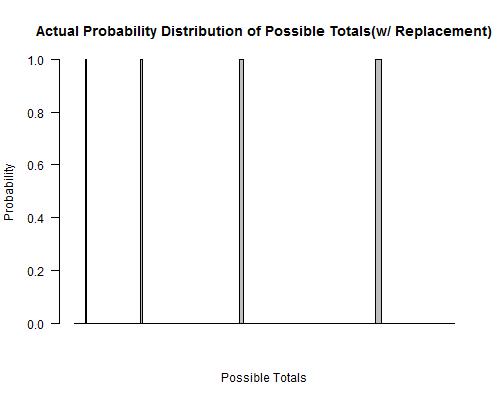 Actual Probability Distribution of Possible Totals(w/ Replacement)
1.0
0.8
0.6
0.4
0.2
0.0
Probability
Possible Totals